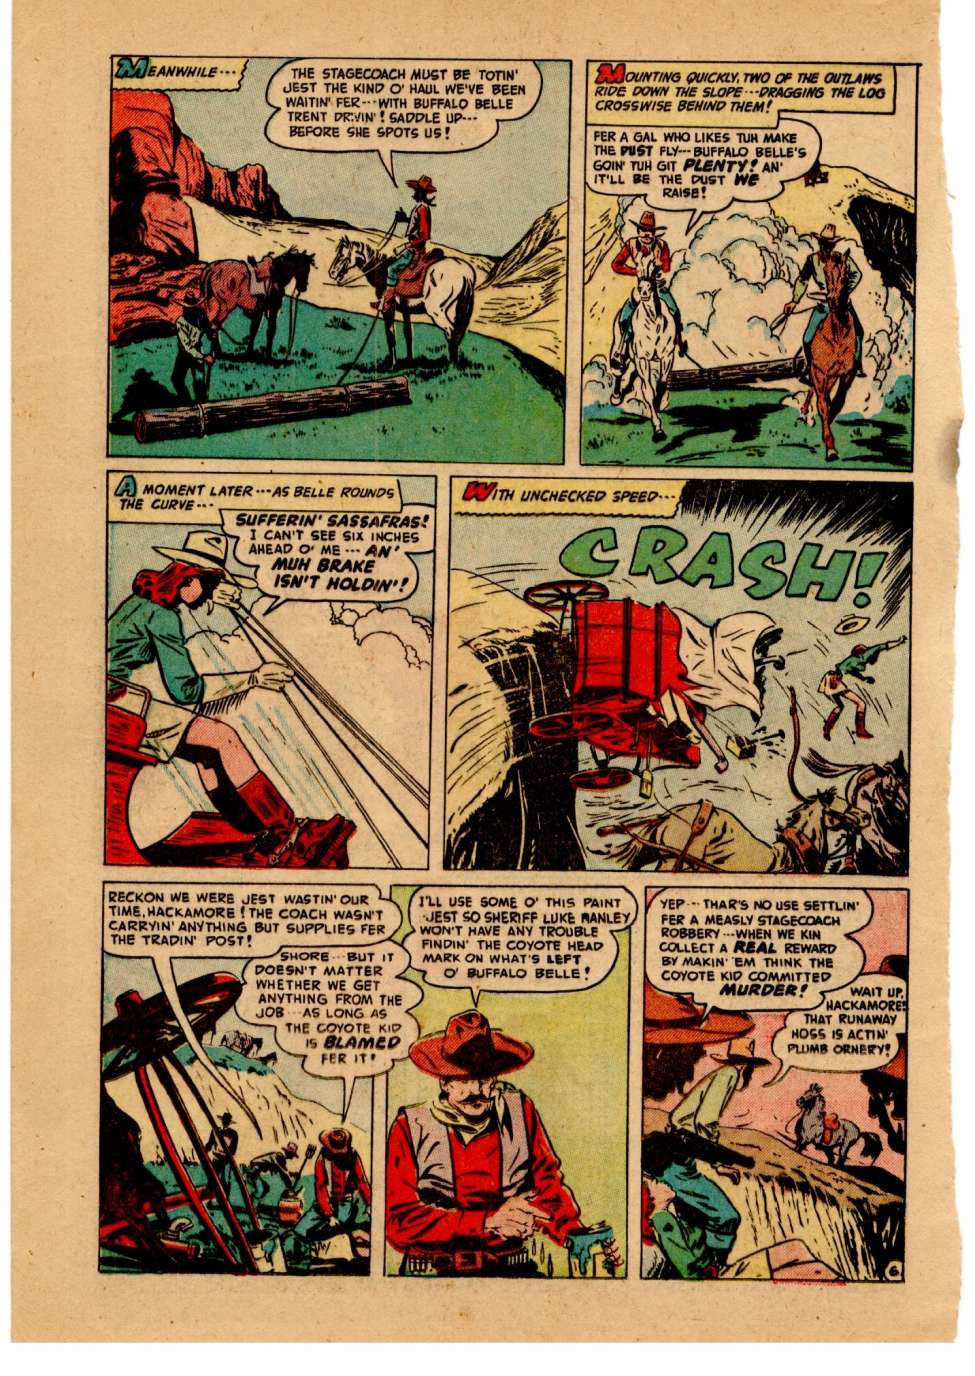 MEANWHILE---
THE STAGECOACH MUST BE TOTIN'
JEST THE KIND O' HAUL WE'VE BEEN
WAITIN' FER---WITH BUFFALO BELLE
TRENT DRIVIN'! SADDLE UP---
BEFORE SHE SPOTS US!
MOUNTING QUICKLY, TWO OF THE OUTLAWS
RIDE DOWN THE SLOPE---DRAGGING THE LOG
CROSSWISE BEHIND THEM!
FER A GAL WHO LIKES TUH MAKE
THE DUST FLY--BUFFALO BELLE'S
GOIN' TUH GIT PLENTY! AN'
IT'LL BE THE DUST WE
RAISE!
A MOMENT LATER---AS BELLE ROUNDS
THE CURVE---
SUFFERIN' SASSAFRAS!
I CAN'T SEE SIX INCHES
AHEAD O' ME --- AN'
MUH BRAKE
ISN'T HOLDIN'!
WITH UNCHECKED SPEED---
CRASH!
RECKON WE WERE JEST WASTIN' OUR
TIME, HACKAMORE! THE COACH WASN'T
CARRYIN' ANYTHING BUT SUPPLIES FER
THE TRADIN' POST!
SHORE---BUT IT
DOESN'T MATTER
WHETHER WE GET
ANYTHING FROM THE
JOB---AS LONG AS
THE COYOTE KID
IS BLAMED
FER IT!
I'LL USE SOME O' THIS PAINT
JEST SO SHERIFF LUKE MANLEY
WON'T HAVE ANY TROUBLE
FINDIN' THE COYOTE HEAD
MARK ON WHAT'S LEFT
O' BUFFALO BELLE!
YEP---THAR'S NO USE SETTLIN'
FER A MEASLY STAGECOACH
ROBBERY---WHEN WE KIN
COLLECT A REAL REWARD
BY MAKIN' 'EM THINK THE
COYOTE KID COMMITTED
MURDER!
WAIT UP,
HACKAMORE!
THAT RUNAWAY
HOSS IS ACTIN'
PLUMB ORNERY!
6